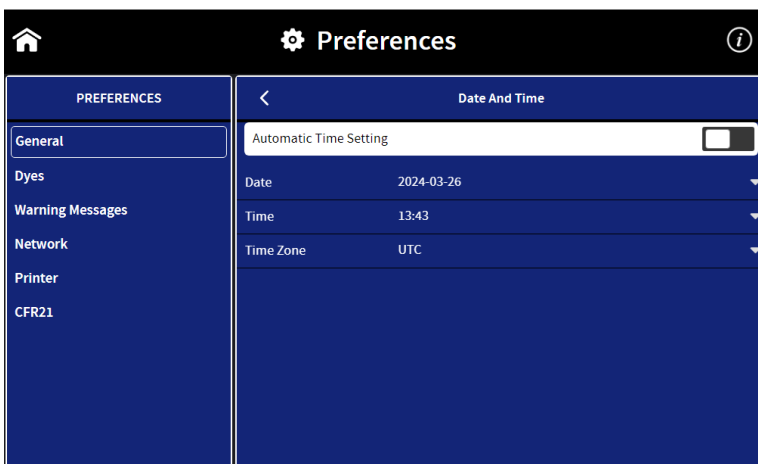 Preferences
PREFERENCES
General
Dyes
Warning Messages
Network
Printer
CFR21
Date And Time
Automatic Time Setting
Date 2024-03-26
Time 13:43
Time Zone UTC